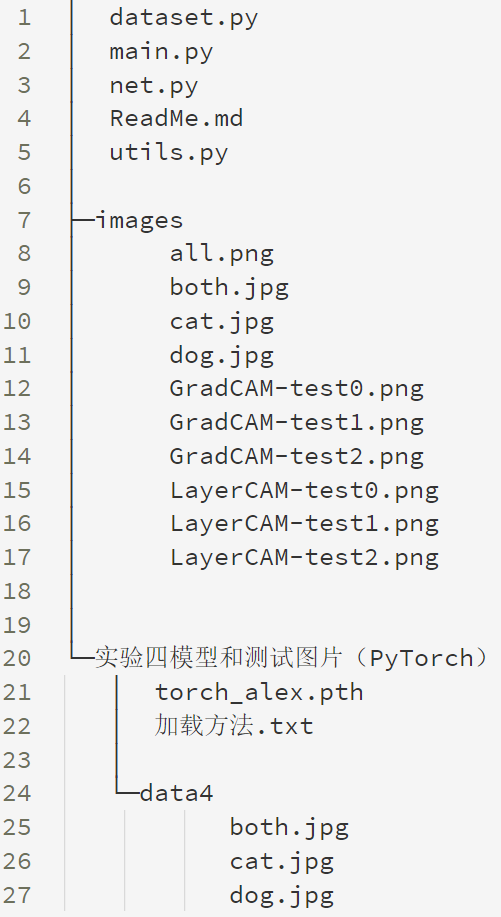 1 dataset.py
2 main.py
3 net.py
4 ReadMe.md
5 utils.py
6
7 images
8 all.png
9 both.jpg
10 cat.jpg
11 dog.jpg
12 GradCAM-test0.png
13 GradCAM-test1.png
14 GradCAM-test2.png
15 LayerCAM-test0.png
16 LayerCAM-test1.png
17 LayerCAM-test2.png
18
19
20 实验四模型和测试图片（PyTorch）
21 torch_alex.pth
22 加载方法.txt
23
24 data4
25 both.jpg
26 cat.jpg
27 dog.jpg